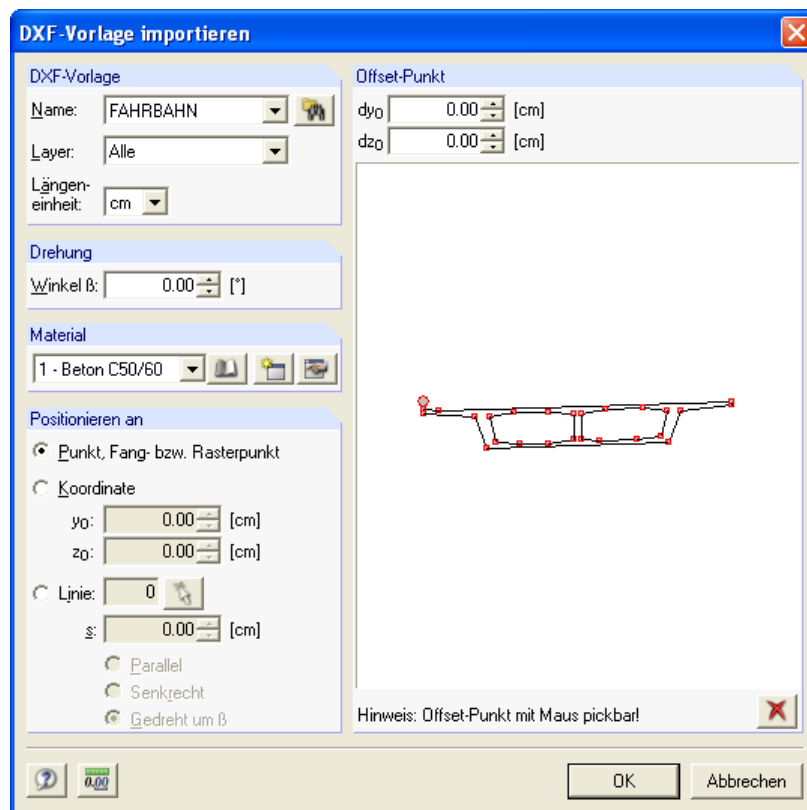 DXF-Vorlage importieren
DXF-Vorlage
Name: FAHRBAHN
Layer: Alle
Längen-
einheit: cm
Drehung
Winkel ß: 0.00 [°]
Material
1 - Beton C50/60
Positionieren an
Punkt, Fang- bzw. Rasterpunkt
Koordinate
y0: 0.00 [cm]
z0: 0.00 [cm]
Linie: 0
s: 0.00 [cm]
Parallel
Senkrecht
Gedreht um ß
Offset-Punkt
dy0 0.00 [cm]
dz0 0.00 [cm]
Hinweis: Offset-Punkt mit Maus pickbar!
0.00
OK
Abbrechen